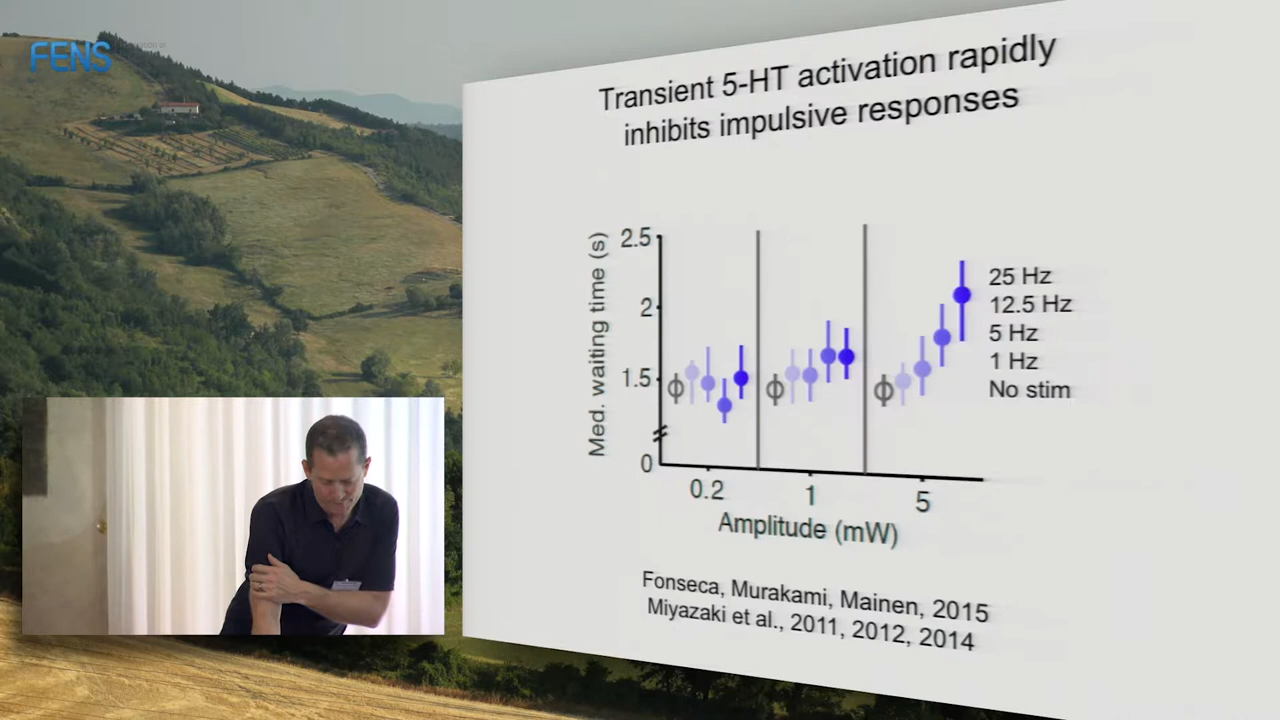 FENS
Transient 5-HT activation rapidly
inhibits impulsive responses
Med. waiting time (s)
2.5
2
1.5
0
0.2
1
5
Amplitude (mW)
25 Hz
12.5 Hz
5 Hz
1 Hz
No stim
Fonseca, Murakami, Mainen, 2015
Miyazaki et al., 2011, 2012, 2014